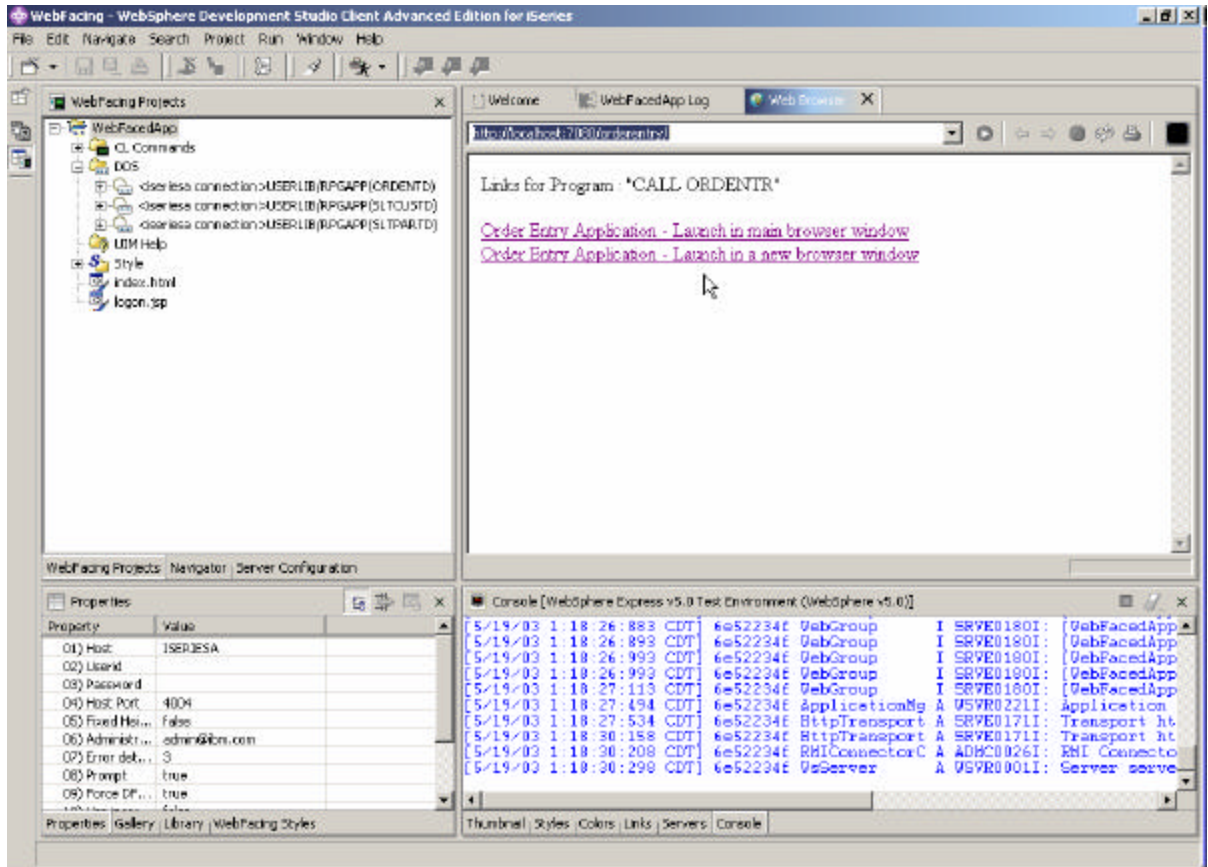 WebFacing - WebSphere Development Studio Client Advanced Edition for iSeries
File Edit Navigate Search Project Run Window Help
WebFacing Projects
WebFacedApp
CL Commands
DDS
<iseriesa connection>USERLIB/RPGAPP(ORDENTD)
<iseriesa connection>USERLIB/RPGAPP(SLTCUSTD)
<iseriesa connection>USERLIB/RPGAPP(SLTPARTD)
UIM Help
Style
index.html
logon.jsp
WebFacing Projects Navigator Server Configuration
Welcome WebFacedApp Log Web Browser
http://localhost:7080/orderentry/
Links for Program : "CALL ORDENTR"
Order Entry Application - Launch in main browser window
Order Entry Application - Launch in a new browser window
Properties
Property Value
01) Host ISERIESA
02) Userid
03) Password
04) Host Port 4004
05) Fixed Hei... false
06) Administr... admin@ibm.com
07) Error det... 3
08) Prompt true
09) Force DF... true
Properties Gallery Library WebFacing Styles
Console [WebSphere Express v5.0 Test Environment (WebSphere v5.0)]
[5/19/03 1:18:26:883 CDT] 6e52234f WebGroup I SRVE0180I: [WebFacedApp
[5/19/03 1:18:26:893 CDT] 6e52234f WebGroup I SRVE0180I: [WebFacedApp
[5/19/03 1:18:26:993 CDT] 6e52234f WebGroup I SRVE0180I: [WebFacedApp
[5/19/03 1:18:26:993 CDT] 6e52234f WebGroup I SRVE0180I: [WebFacedApp
[5/19/03 1:18:27:113 CDT] 6e52234f WebGroup I SRVE0180I: [WebFacedApp
[5/19/03 1:18:27:494 CDT] 6e52234f ApplicationMg A WSVR0221I: Application
[5/19/03 1:18:27:534 CDT] 6e52234f HttpTransport A SRVE0171I: Transport ht
[5/19/03 1:18:30:158 CDT] 6e52234f HttpTransport A SRVE0171I: Transport ht
[5/19/03 1:18:30:208 CDT] 6e52234f RMIConnectorC A ADMC0026I: RMI Connecto
[5/19/03 1:18:30:298 CDT] 6e52234f WsServer A WSVR0001I: Server serve
Thumbnail Styles Colors Links Servers Console